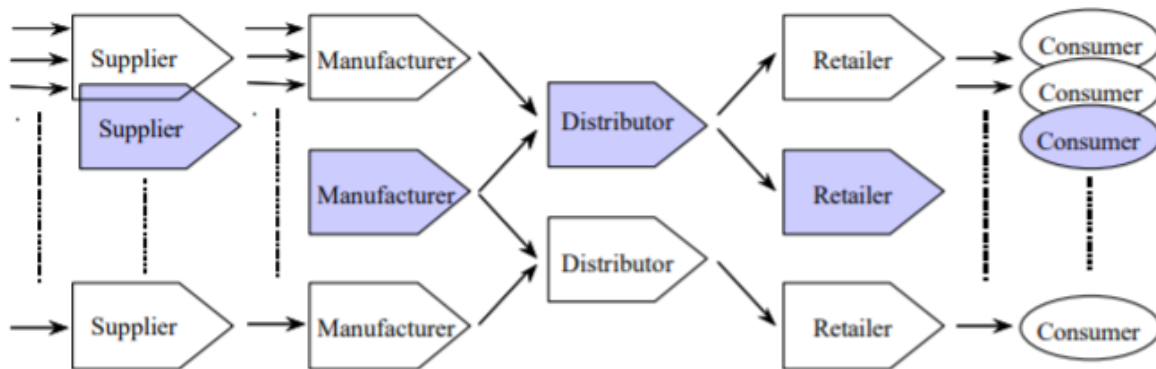 Supplier
Manufacturer
Retailer
Consumer
Consumer
Supplier
Distributor
Consumer
Manufacturer
Retailer
Distributor
Supplier
Manufacturer
Retailer
Consumer